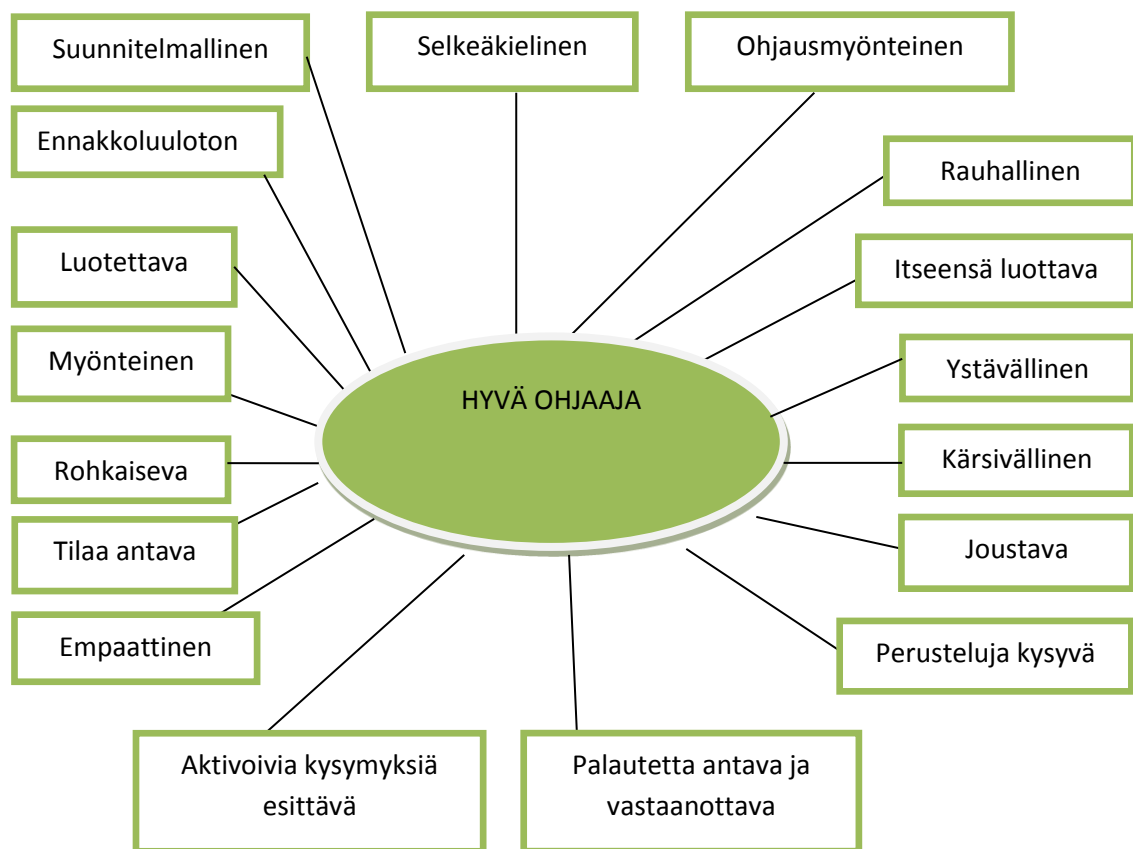 Suunnitelmallinen
Selkeäkielinen
Ohjausmyönteinen
Ennakkoluuloton
Rauhallinen
Luotettava
Itseensä luottava
Myönteinen
Ystävällinen
HYVÄ OHJAAJA
Rohkaiseva
Kärsivällinen
Tilaa antava
Joustava
Empaattinen
Perusteluja kysyvä
Aktivoivia kysymyksiä
esittävä
Palautetta antava ja
vastaanottava